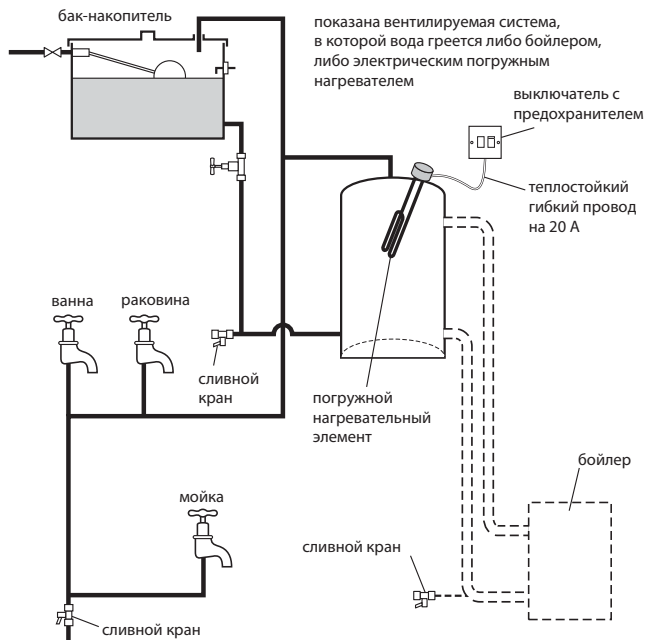 бак-накопитель
показана вентилируемая система,
в которой вода греется либо бойлером,
либо электрическим погружным
нагревателем
выключатель с
предохранителем
теплостойкий
гибкий провод
на 20 А
ванна
раковина
сливной
кран
погружной
нагревательный
элемент
бойлер
мойка
сливной кран
сливной кран